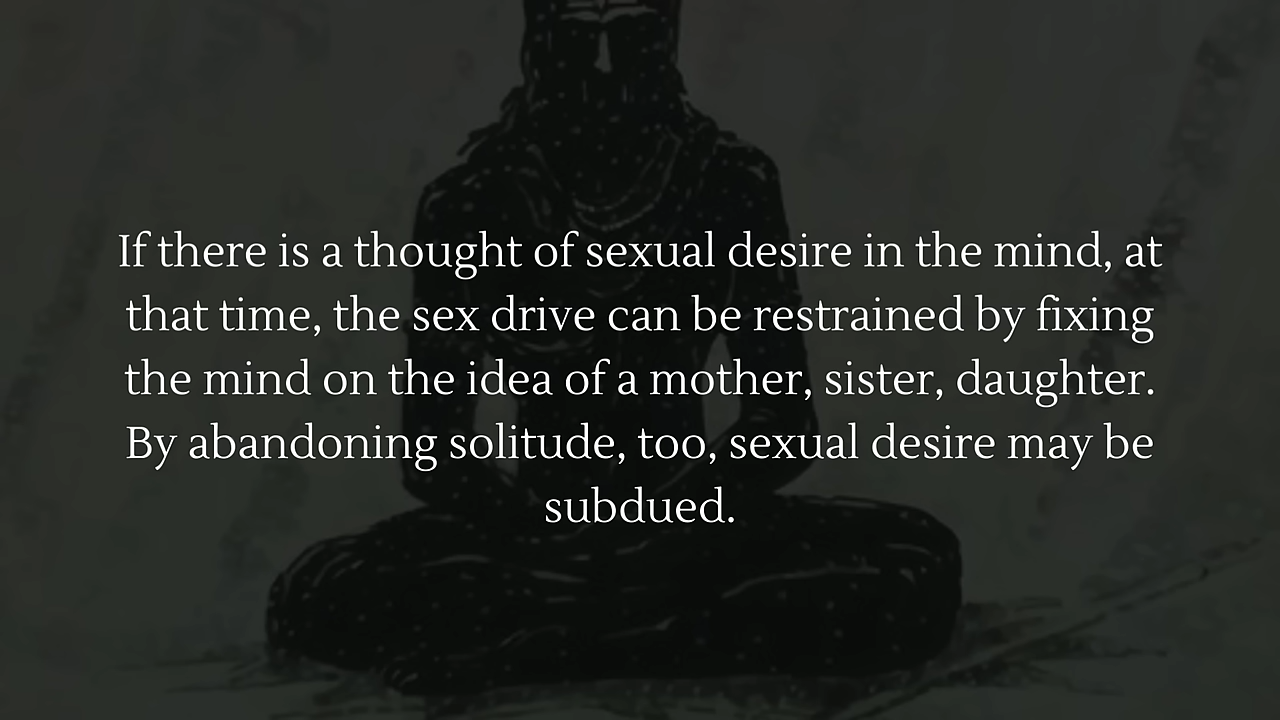 If there is a thought of sexual desire in the mind, at
that time, the sex drive can be restrained by fixing
the mind on the idea of a mother, sister, daughter.
By abandoning solitude, too, sexual desire may be
subdued.